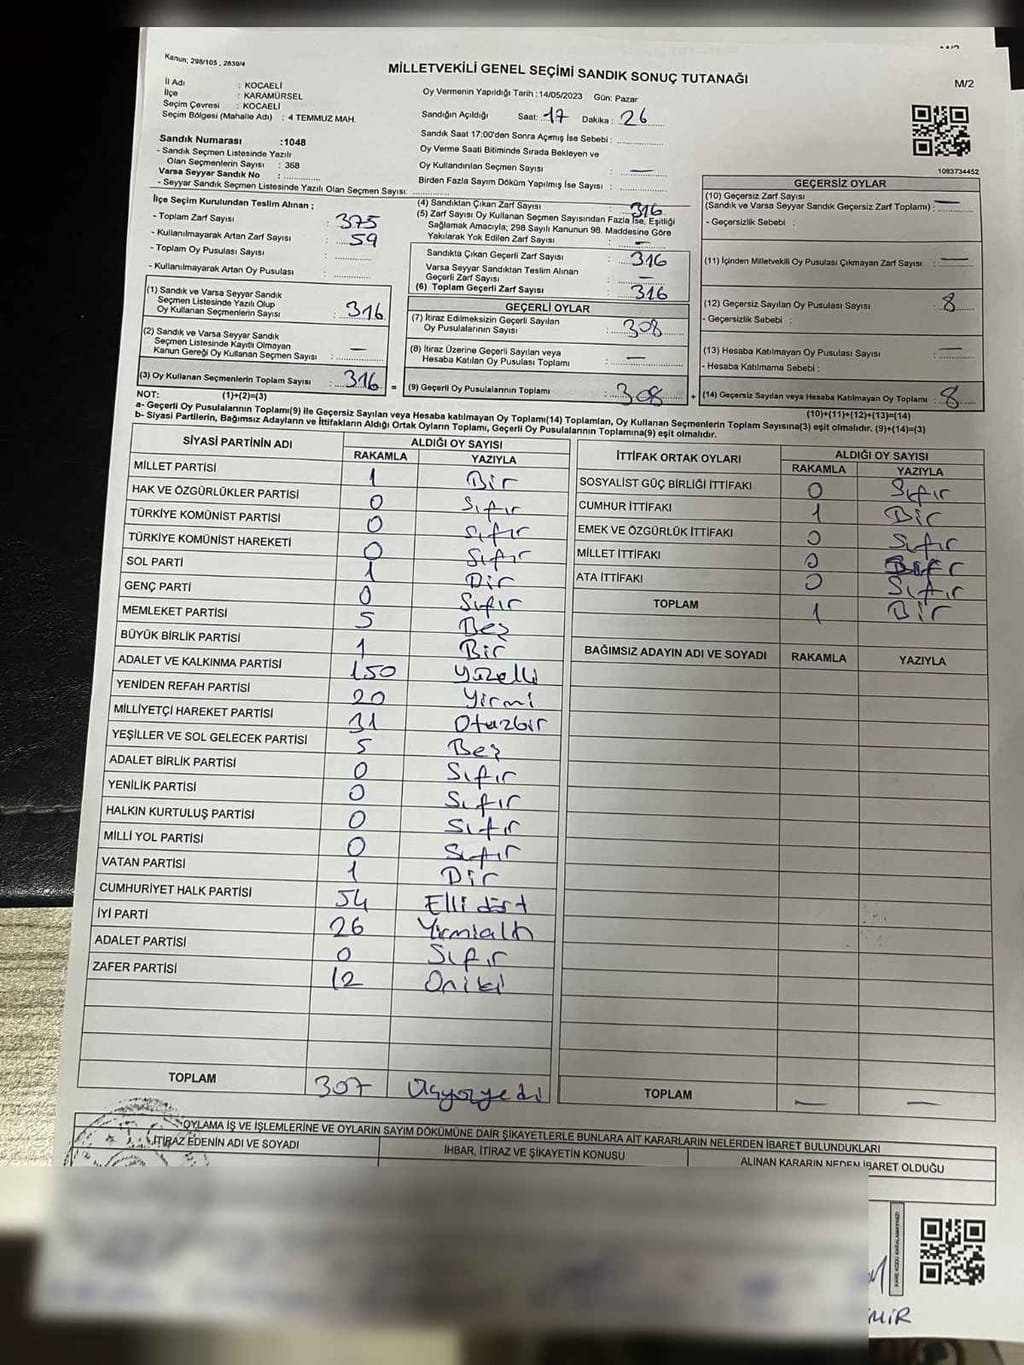 Kanun; 298/105 , 2839/4
MİLLETVEKİLİ GENEL SEÇİMİ SANDIK SONUÇ TUTANAĞI
M/2
İl Adı : KOCAELİ
İlçe : KARAMÜRSEL
Seçim Çevresi : KOCAELİ
Seçim Bölgesi (Mahalle Adı) : 4 TEMMUZ MAH.
Oy Vermenin Yapıldığı Tarih :14/05/2023 Gün: Pazar
Sandığın Açıldığı Saat: 17 Dakika : 26
Sandık Saat 17:00'den Sonra Açılmış İse Sebebi :
Oy Verme Saati Bitiminde Sırada Bekleyen ve
Oy Kullandırılan Seçmen Sayısı : —
Birden Fazla Sayım Döküm Yapılmış İse Sayısı :
1083734452
Sandık Numarası :1048
- Sandık Seçmen Listesinde Yazılı
Olan Seçmenlerin Sayısı : 368
Varsa Seyyar Sandık No :
- Seyyar Sandık Seçmen Listesinde Yazılı Olan Seçmen Sayısı:
İlçe Seçim Kurulundan Teslim Alınan ;
- Toplam Zarf Sayısı : 375
- Kullanılmayarak Artan Zarf Sayısı : 59
- Toplam Oy Pusulası Sayısı :
- Kullanılmayarak Artan Oy Pusulası :
(1) Sandık ve Varsa Seyyar Sandık
Seçmen Listesinde Yazılı Olup
Oy Kullanan Seçmenlerin Sayısı : 316
(2) Sandık ve Varsa Seyyar Sandık
Seçmen Listesinde Kayıtlı Olmayan
Kanun Gereği Oy Kullanan Seçmen Sayısı : —
(3) Oy Kullanan Seçmenlerin Toplam Sayısı : 316 =
(4) Sandıktan Çıkan Zarf Sayısı : 316
(5) Zarf Sayısı Oy Kullanan Seçmen Sayısından Fazla İse, Eşitliği
Sağlamak Amacıyla; 298 Sayılı Kanunun 98. Maddesine Göre
Yakılarak Yok Edilen Zarf Sayısı : —
Sandıkta Çıkan Geçerli Zarf Sayısı : 316
Varsa Seyyar Sandıktan Teslim Alınan
Geçerli Zarf Sayısı : —
(6) Toplam Geçerli Zarf Sayısı : 316
GEÇERLİ OYLAR
(7) İtiraz Edilmeksizin Geçerli Sayılan
Oy Pusulalarının Sayısı : 308
(8) İtiraz Üzerine Geçerli Sayılan veya
Hesaba Katılan Oy Pusulası Toplamı : —
(9) Geçerli Oy Pusulalarının Toplamı : 308 +
GEÇERSİZ OYLAR
(10) Geçersiz Zarf Sayısı
(Sandık ve Varsa Seyyar Sandık Geçersiz Zarf Toplamı) : —
- Geçersizlik Sebebi :
(11) İçinden Milletvekili Oy Pusulası Çıkmayan Zarf Sayısı : —
(12) Geçersiz Sayılan Oy Pusulası Sayısı : 8
- Geçersizlik Sebebi :
(13) Hesaba Katılmayan Oy Pusulası Sayısı : —
- Hesaba Katılmama Sebebi :
(14) Geçersiz Sayılan veya Hesaba Katılmayan Oy Toplamı : 8
NOT: (1)+(2)=(3)
(10)+(11)+(12)+(13)=(14)
a- Geçerli Oy Pusulalarının Toplamı(9) ile Geçersiz Sayılan veya Hesaba katılmayan Oy Toplamı(14) Toplamları, Oy Kullanan Seçmenlerin Toplam Sayısına(3) eşit olmalıdır. (9)+(14)=(3)
b- Siyasi Partilerin, Bağımsız Adayların ve İttifakların Aldığı Ortak Oyların Toplamı, Geçerli Oy Pusulalarının Toplamına(9) eşit olmalıdır.
SİYASİ PARTİNİN ADI ALDIĞI OY SAYISI
RAKAMLA YAZIYLA
MİLLET PARTİSİ 1 Bir
HAK VE ÖZGÜRLÜKLER PARTİSİ 0 Sıfır
TÜRKİYE KOMÜNİST PARTİSİ 0 Sıfır
TÜRKİYE KOMÜNİST HAREKETİ 0 Sıfır
SOL PARTİ 1 Bir
GENÇ PARTİ 0 Sıfır
MEMLEKET PARTİSİ 5 Beş
BÜYÜK BİRLİK PARTİSİ 1 Bir
ADALET VE KALKINMA PARTİSİ 150 Yüzelli
YENİDEN REFAH PARTİSİ 20 Yirmi
MİLLİYETÇİ HAREKET PARTİSİ 31 Otuzbir
YEŞİLLER VE SOL GELECEK PARTİSİ 5 Beş
ADALET BİRLİK PARTİSİ 0 Sıfır
YENİLİK PARTİSİ 0 Sıfır
HALKIN KURTULUŞ PARTİSİ 0 Sıfır
MİLLİ YOL PARTİSİ 0 Sıfır
VATAN PARTİSİ 1 Bir
CUMHURİYET HALK PARTİSİ 54 Elli dört
İYİ PARTİ 26 Yirmialtı
ADALET PARTİSİ 0 Sıfır
ZAFER PARTİSİ 12 Oniki
TOPLAM 307 Üçyüzyedi
İTTİFAK ORTAK OYLARI ALDIĞI OY SAYISI
RAKAMLA YAZIYLA
SOSYALİST GÜÇ BİRLİĞİ İTTİFAKI 0 Sıfır
CUMHUR İTTİFAKI 1 Bir
EMEK VE ÖZGÜRLÜK İTTİFAKI 0 Sıfır
MİLLET İTTİFAKI 0
ATA İTTİFAKI 0 Sıfır
TOPLAM 1 Bir
BAĞIMSIZ ADAYIN ADI VE SOYADI RAKAMLA YAZIYLA
TOPLAM — —
OYLAMA İŞ VE İŞLEMLERİNE VE OYLARIN SAYIM DÖKÜMÜNE DAİR ŞİKAYETLERLE BUNLARA AİT KARARLARIN NELERDEN İBARET BULUNDUKLARI
İTİRAZ EDENİN ADI VE SOYADI İHBAR, İTİRAZ VE ŞİKAYETİN KONUSU ALINAN KARARIN NEDEN İBARET OLDUĞU